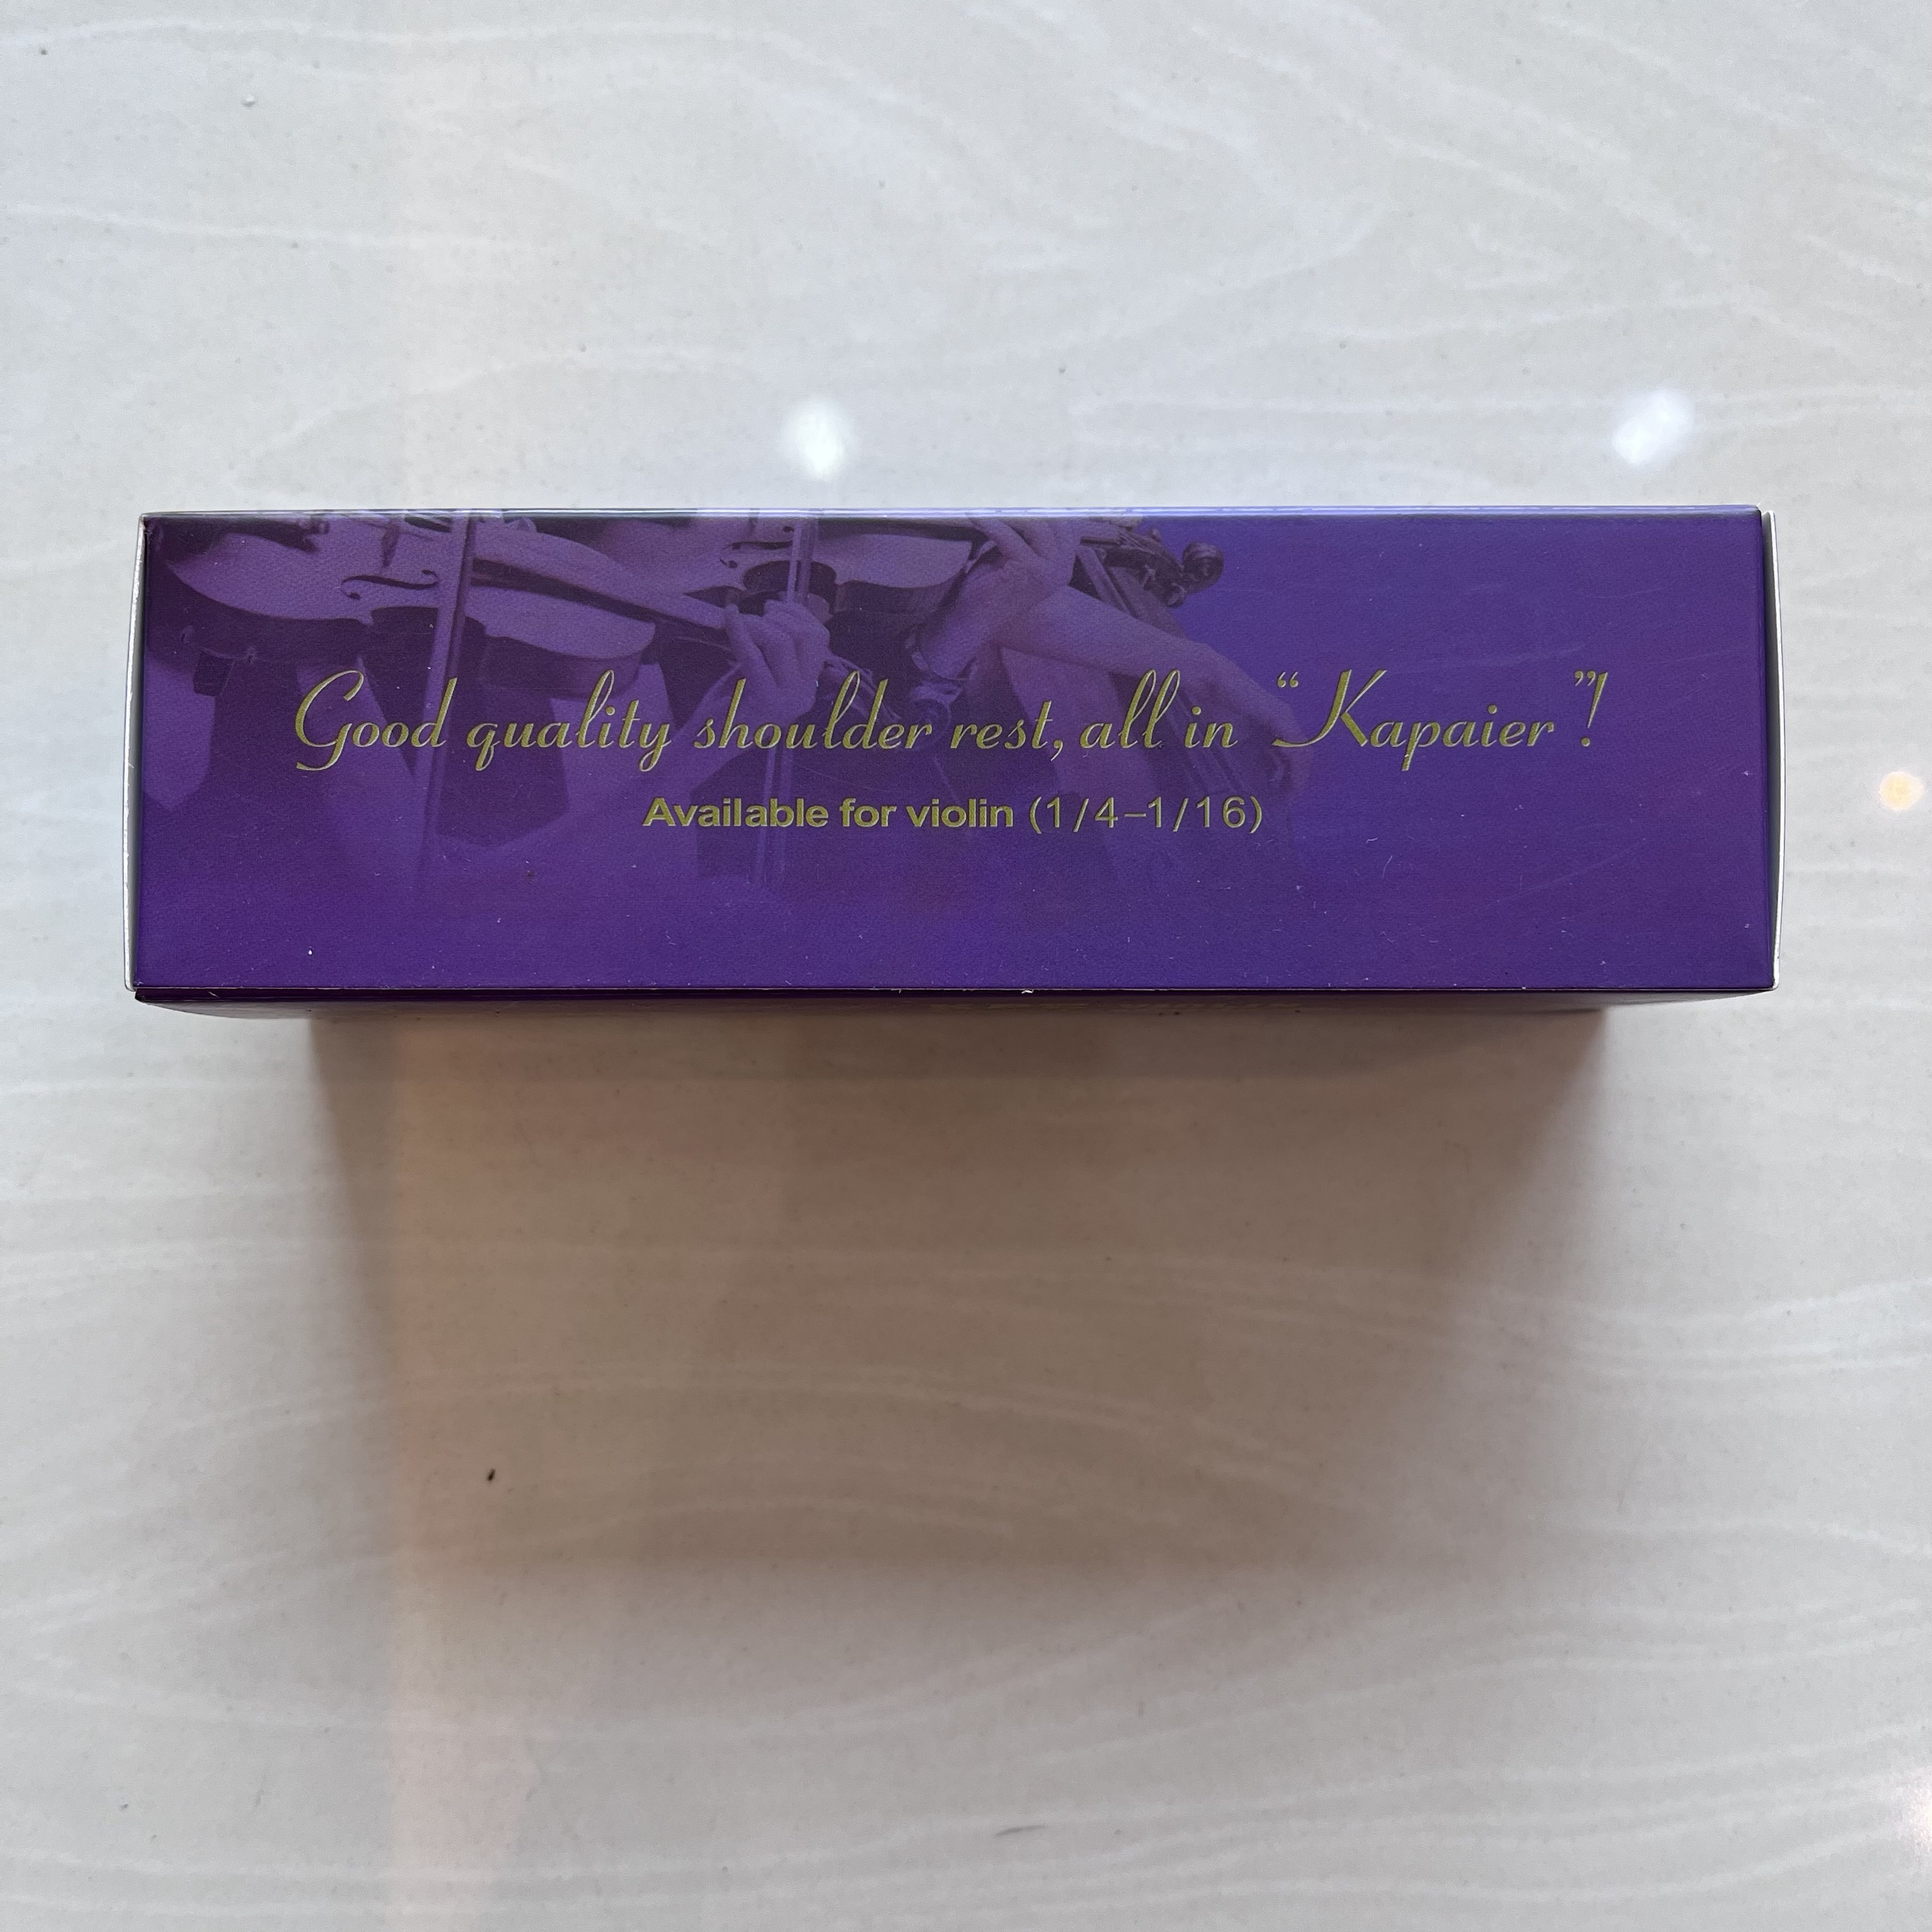 Good quality shoulder rest, all in “Kapaier”!
Available for violin (1/4–1/16)